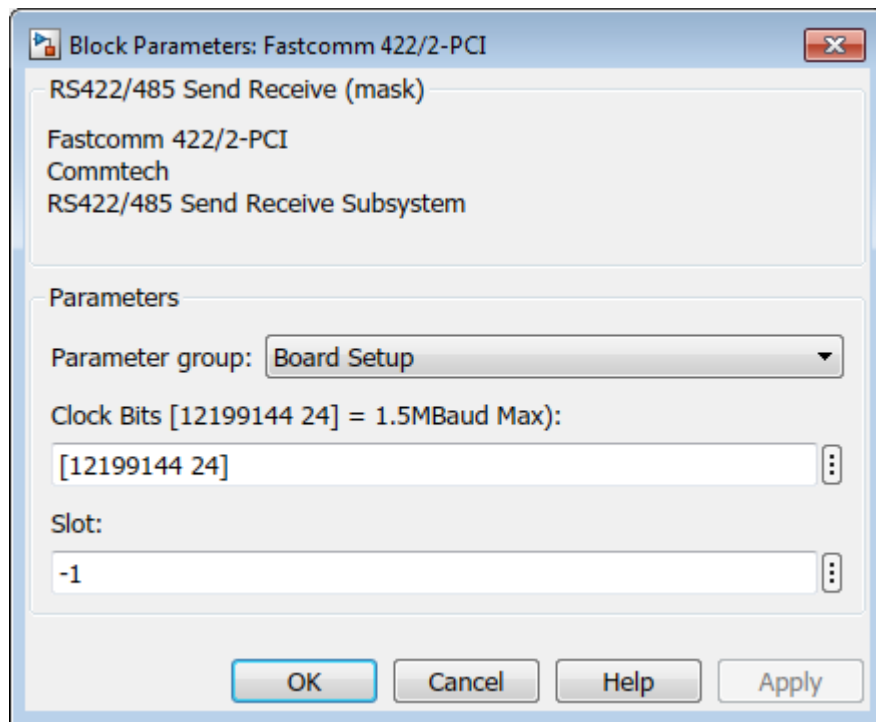 Block Parameters: Fastcomm 422/2-PCI
RS422/485 Send Receive (mask)
Fastcomm 422/2-PCI
Commtech
RS422/485 Send Receive Subsystem
Parameters
Parameter group: Board Setup
Clock Bits [12199144 24] = 1.5MBaud Max):
[12199144 24]
Slot:
-1
OK Cancel Help Apply